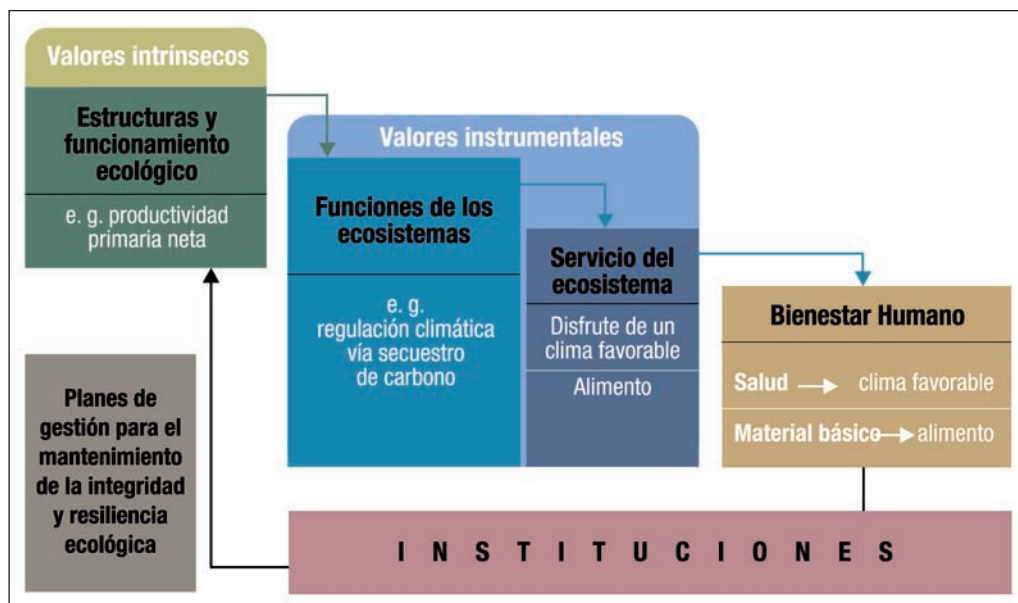 Valores intrínsecos
Estructuras y
funcionamiento
ecológico
e. g. productividad
primaria neta
Valores instrumentales
Funciones de los
ecosistemas
e. g.
regulación climática
vía secuestro
de carbono
Servicio del
ecosistema
Disfrute de un
clima favorable
Alimento
Bienestar Humano
Salud clima favorable
Material básico alimento
Planes de
gestión para el
mantenimiento
de la integridad
y resiliencia
ecológica
INSTITUCIONES